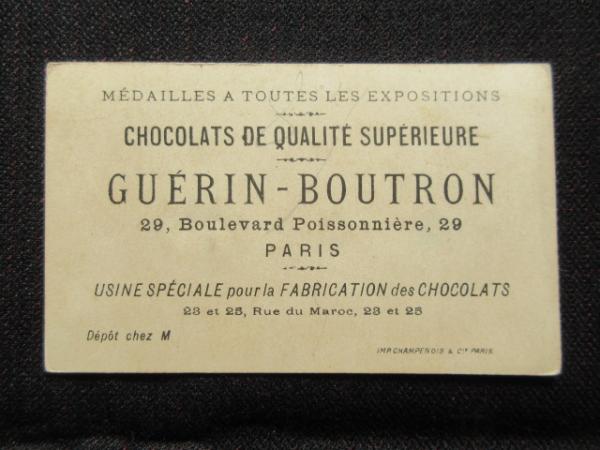 MÉDAILLES A TOUTES LES EXPOSITIONS
CHOCOLATS DE QUALITÉ SUPÉRIEURE
GUÉRIN-BOUTRON
29, Boulevard Poissonnière, 29
PARIS
USINE SPÉCIALE pour la FABRICATION des CHOCOLATS
23 et 25, Rue du Maroc, 23 et 25
Dépôt chez M
IMP. CHAMPENOIS & Cie PARIS